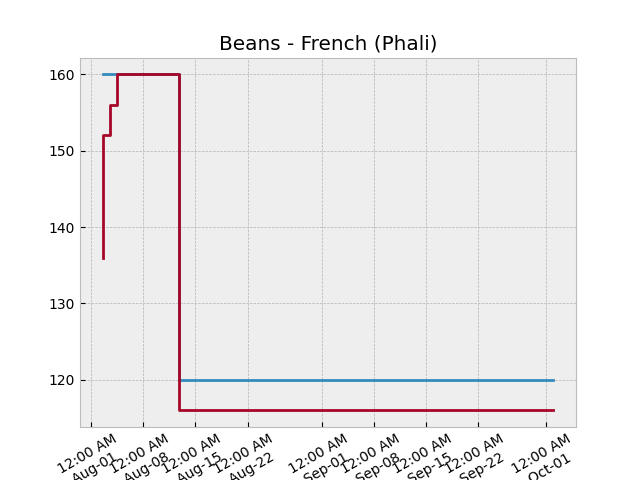 Beans - French (Phali)
160
150
140
130
120
12:00 AM
Aug-01
12:00 AM
Aug-08
12:00 AM
Aug-15
12:00 AM
Aug-22
12:00 AM
Sep-01
12:00 AM
Sep-08
12:00 AM
Sep-15
12:00 AM
Sep-22
12:00 AM
Oct-01